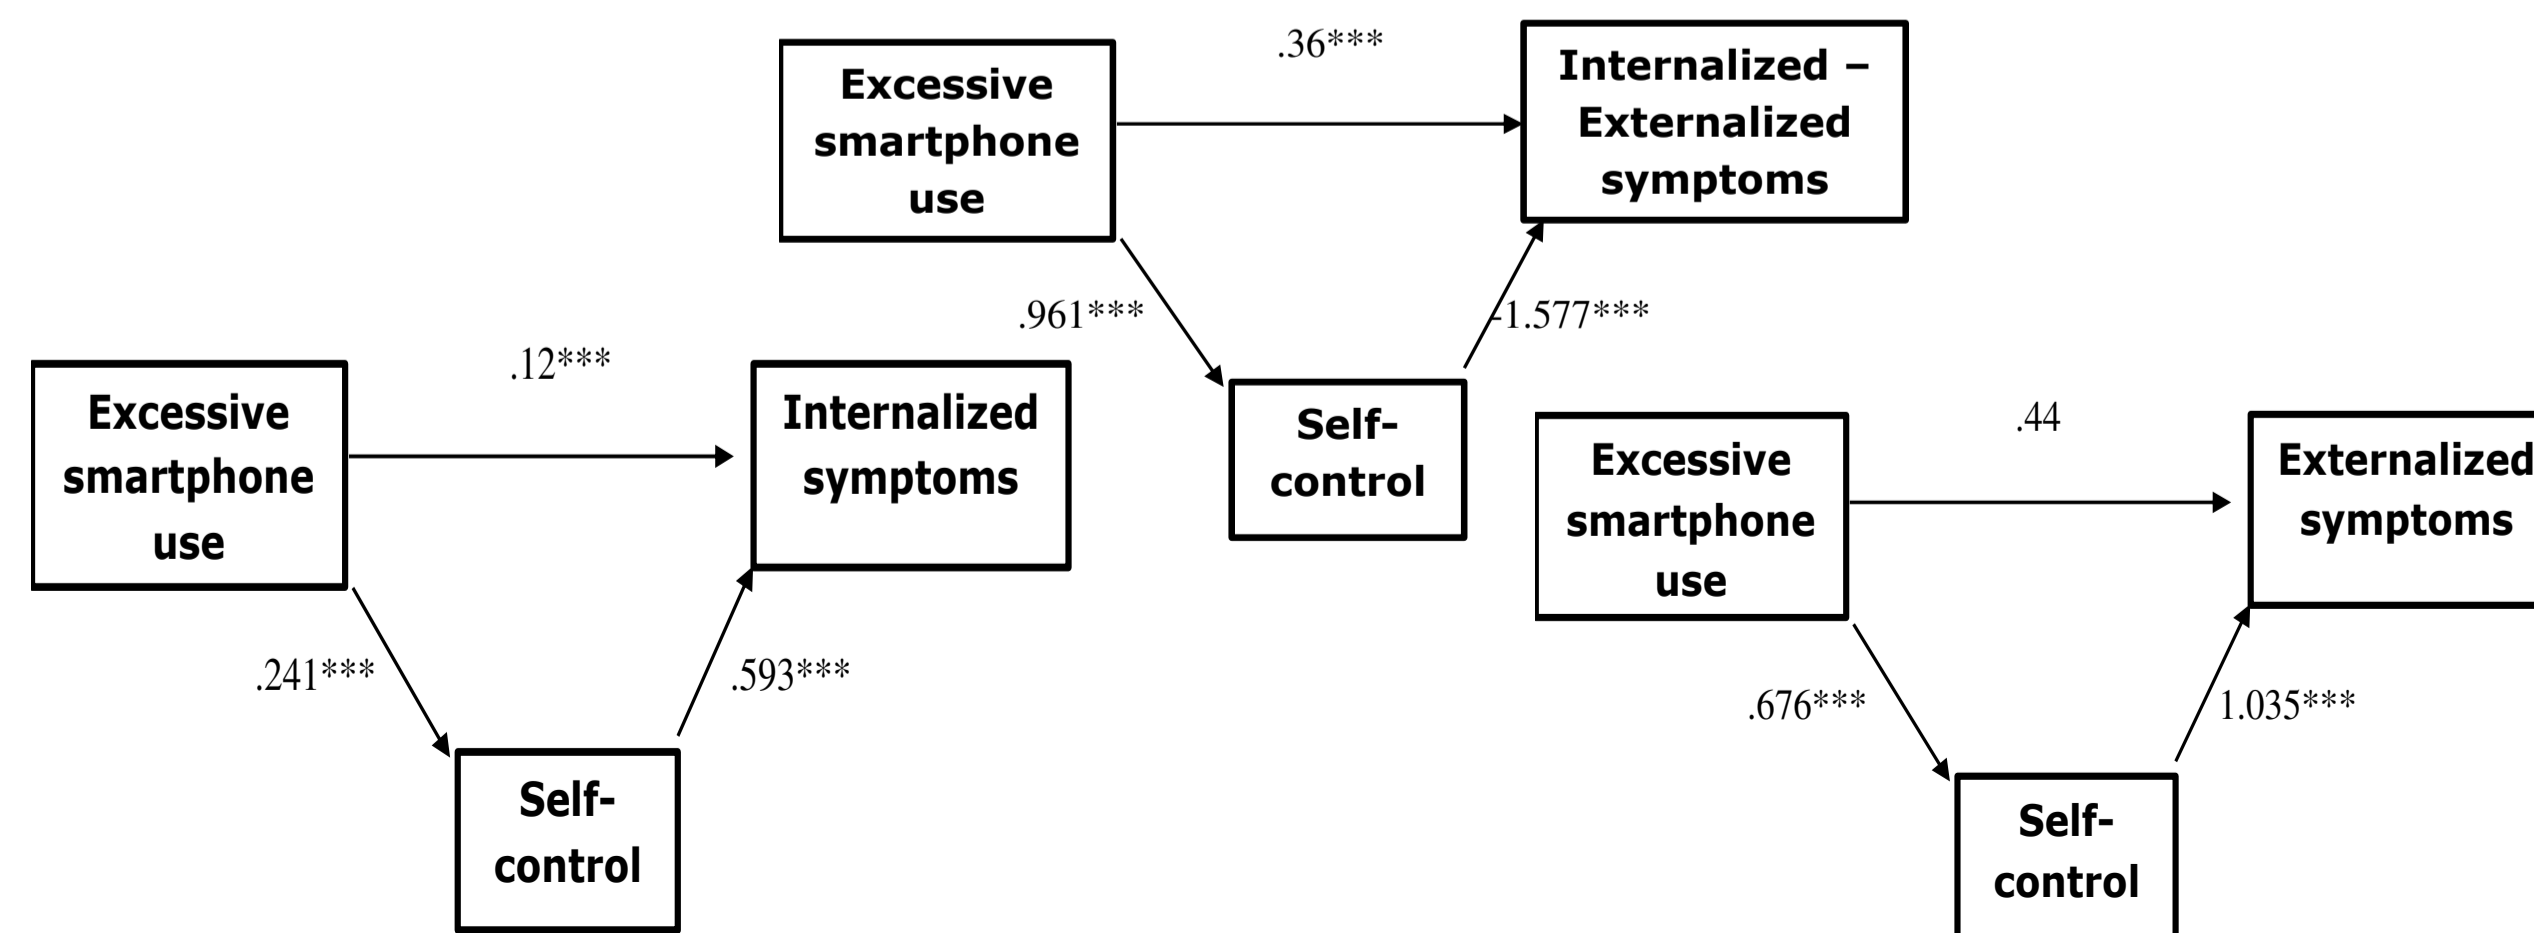 .36***
Excessive
smartphone
use
Internalized –
Externalized
symptoms
.961***
-1.577***
Self-
control
.12***
Excessive
smartphone
use
Internalized
symptoms
.241***
.593***
Self-
control
.44
Excessive
smartphone
use
Externalized
symptoms
.676***
1.035***
Self-
control